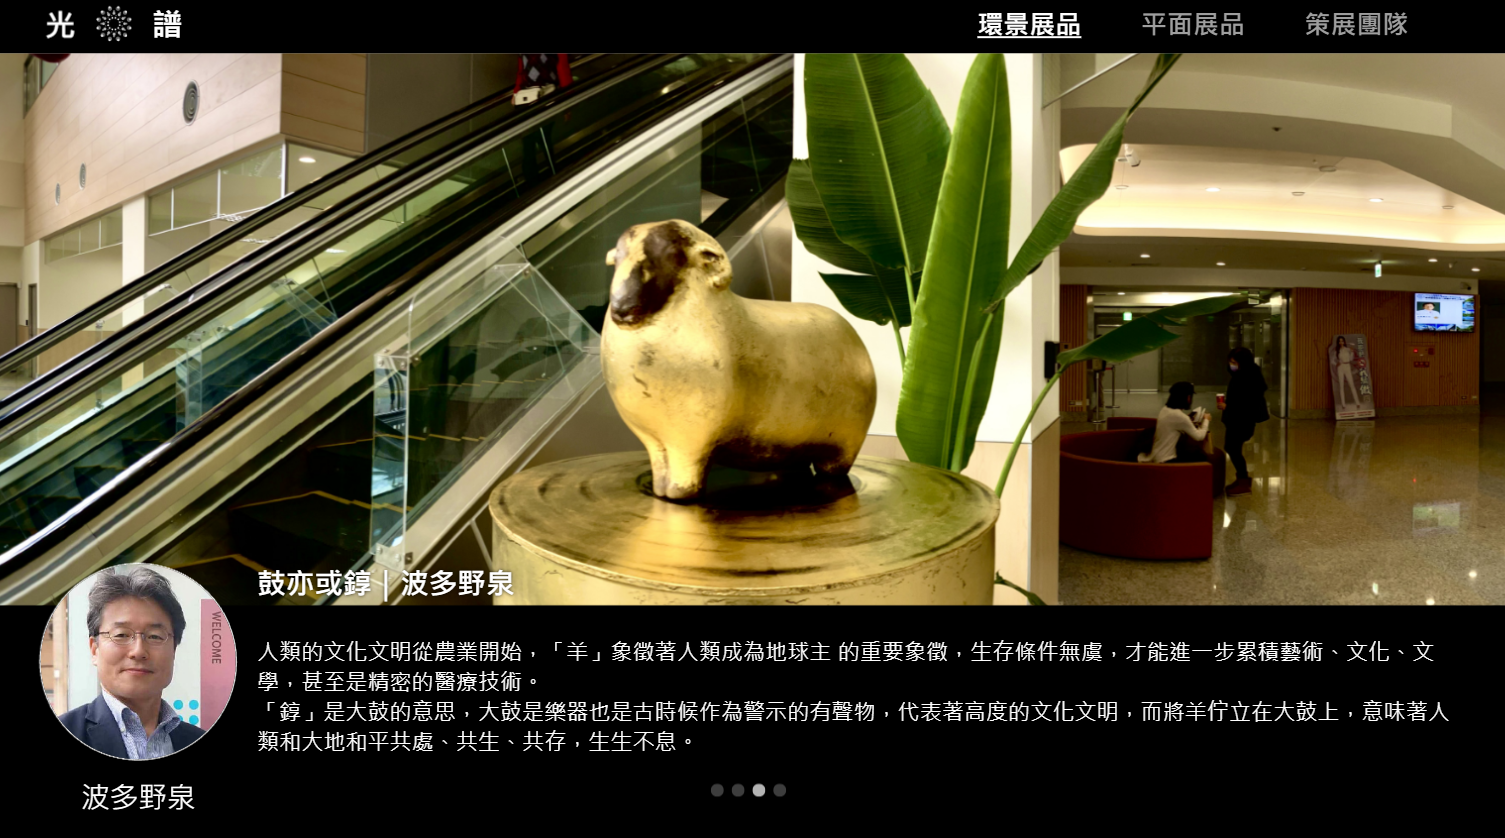 光 譜
環景展品 平面展品 策展團隊
鼓亦或錞 | 波多野泉
WELCOME
人類的文化文明從農業開始，「羊」象徵著人類成為地球主 的重要象徵，生存條件無虞，才能進一步累積藝術、文化、文
學，甚至是精密的醫療技術。
「錞」是大鼓的意思，大鼓是樂器也是古時候作為警示的有聲物，代表著高度的文化文明，而將羊佇立在大鼓上，意味著人
類和大地和平共處、共生、共存，生生不息。
波多野泉